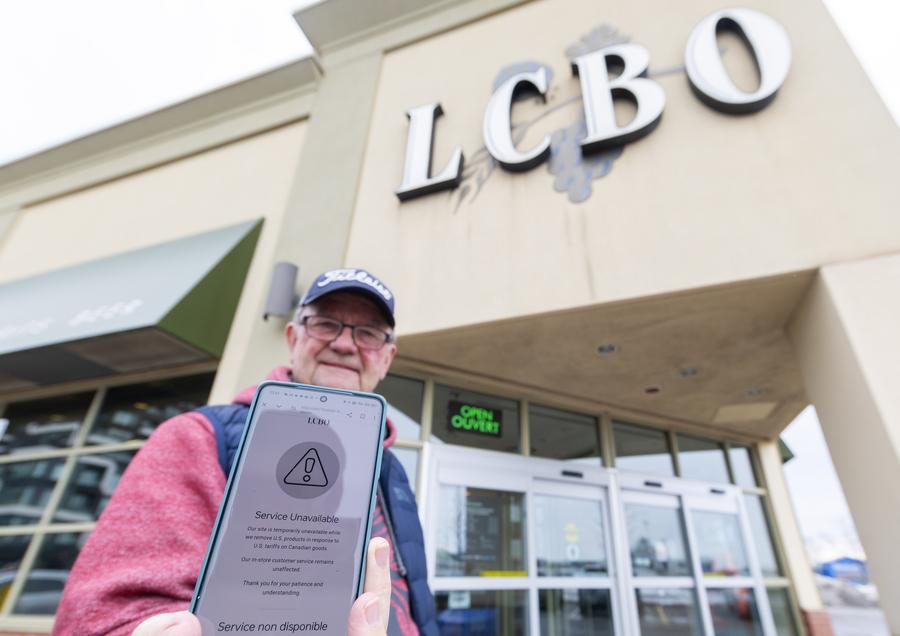 LCBO
Titleist
BEER
OPEN
OUVERT
LCBO
Service Unavailable
Our site is temporarily unavailable while
we remove U.S. products in response to
U.S. tariffs on Canadian goods.
Our in-store customer service remains
unaffected.
Thank you for your patience and
understanding.
Service non disponible